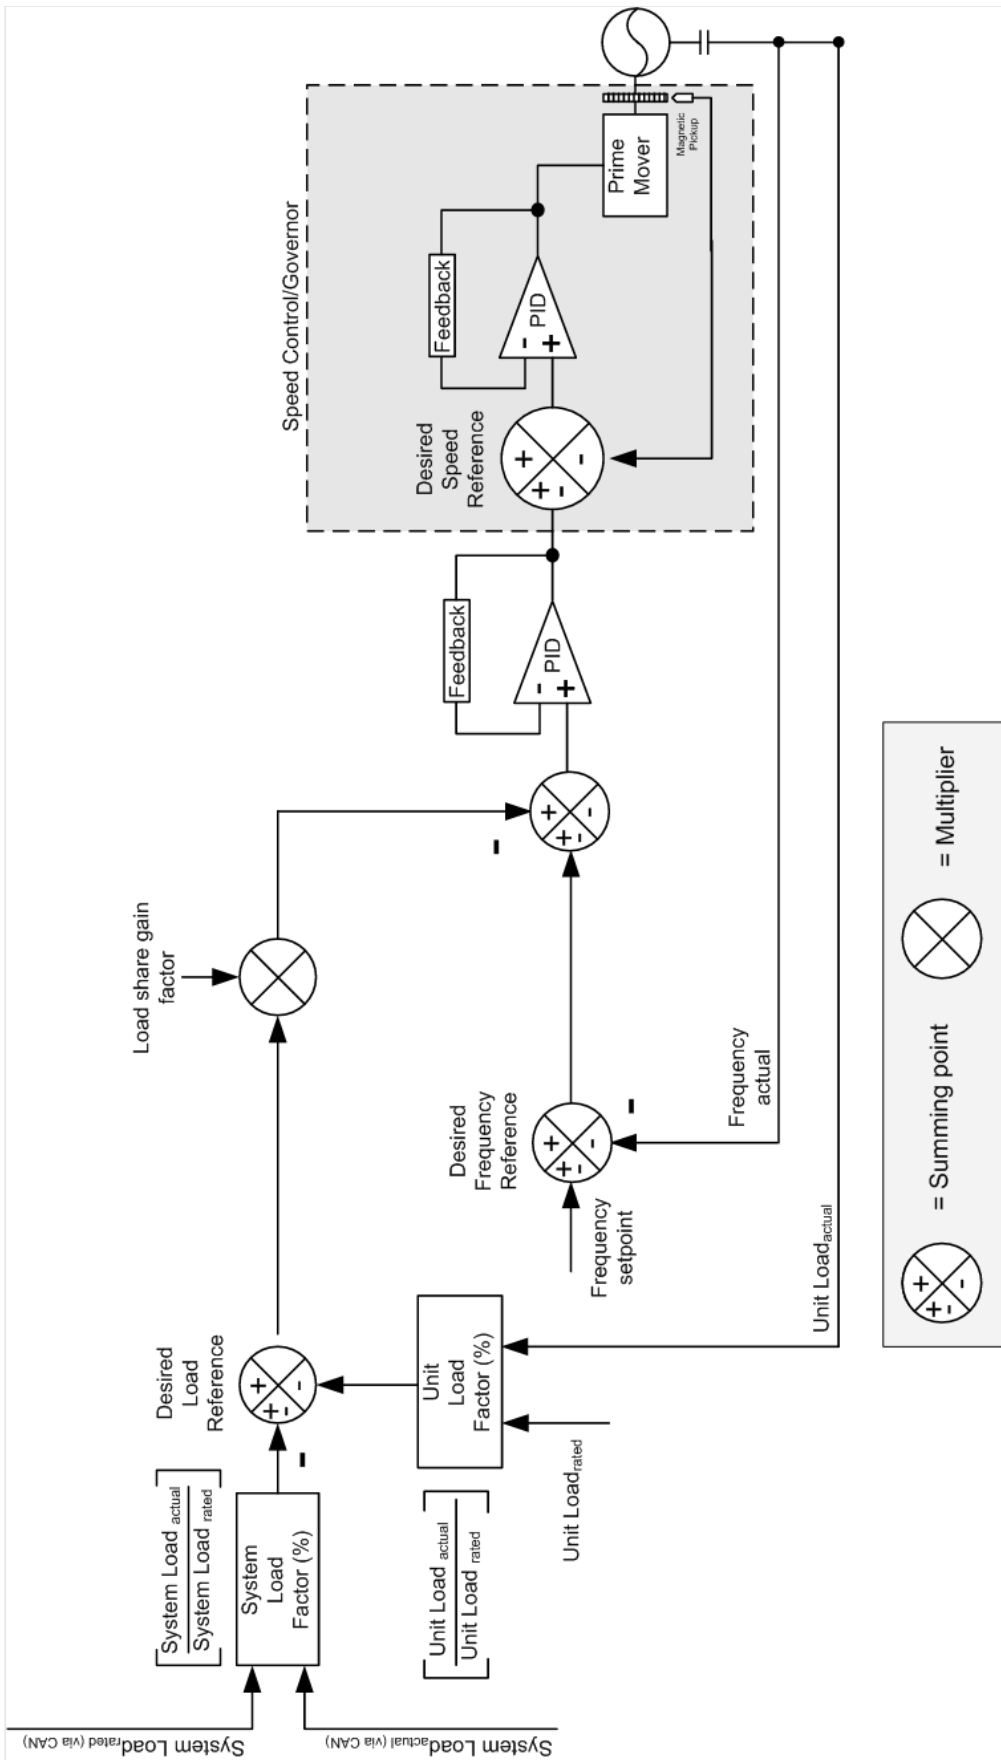 System Load rated (via CAN)
System Load actual (via CAN)
System Load actual
System Load rated
System
Load
Factor (%)
-
Desired
Load
Reference
+
+
-
-
Unit Load actual
Unit Load rated
Unit
Load
Factor (%)
Unit Load rated
Unit Load actual
Load share gain
factor
-
Frequency
setpoint
Desired
Frequency
Reference
+
+
-
-
-
Frequency
actual
+
+
-
-
Feedback
-
+
PID
Speed Control/Governor
Desired
Speed
Reference
+
+
-
-
Feedback
-
+
PID
Prime
Mover
Magnetic
Pickup
+
+
-
-
= Summing point
= Multiplier